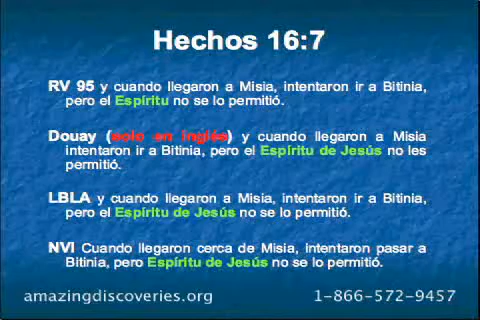 Hechos 16:7
RV 95 y cuando llegaron a Misia, intentaron ir a Bitinia,
pero el Espíritu no se lo permitió.
Douay (solo en inglés) y cuando llegaron a Misia
intentaron ir a Bitinia, pero el Espíritu de Jesús no les
permitió.
LBLA y cuando llegaron a Misia, intentaron ir a Bitinia,
pero el Espíritu de Jesús no se lo permitió.
NVI Cuando llegaron cerca de Misia, intentaron pasar a
Bitinia, pero Espíritu de Jesús no se lo permitió.
amazingdiscoveries.org 1-866-572-9457